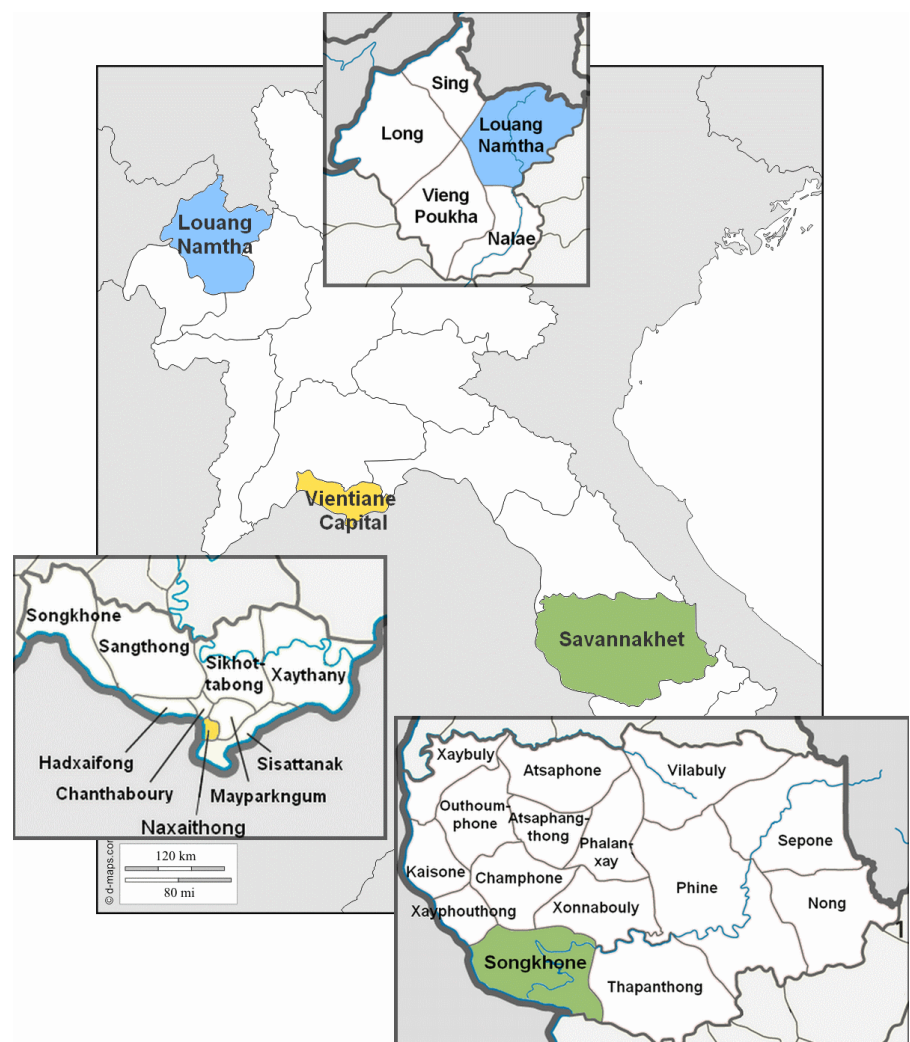 Sing
Long
Louang
Namtha
Vieng
Poukha
Nalae
Louang
Namtha
Vientiane
Capital
Savannakhet
Songkhone
Sangthong
Sikhot-
tabong
Xaythany
Hadxaifong
Sisattanak
Chanthaboury
Mayparkngum
Naxaithong
Xaybuly
Atsaphone
Vilabuly
Outhoum-
phone
Atsaphang-
thong
Phalan-
xay
Sepone
Kaisone
Champhone
Phine
Xayphouthong
Xonnabouly
Nong
Songkhone
Thapanthong
© d-maps.com
120 km
80 mi